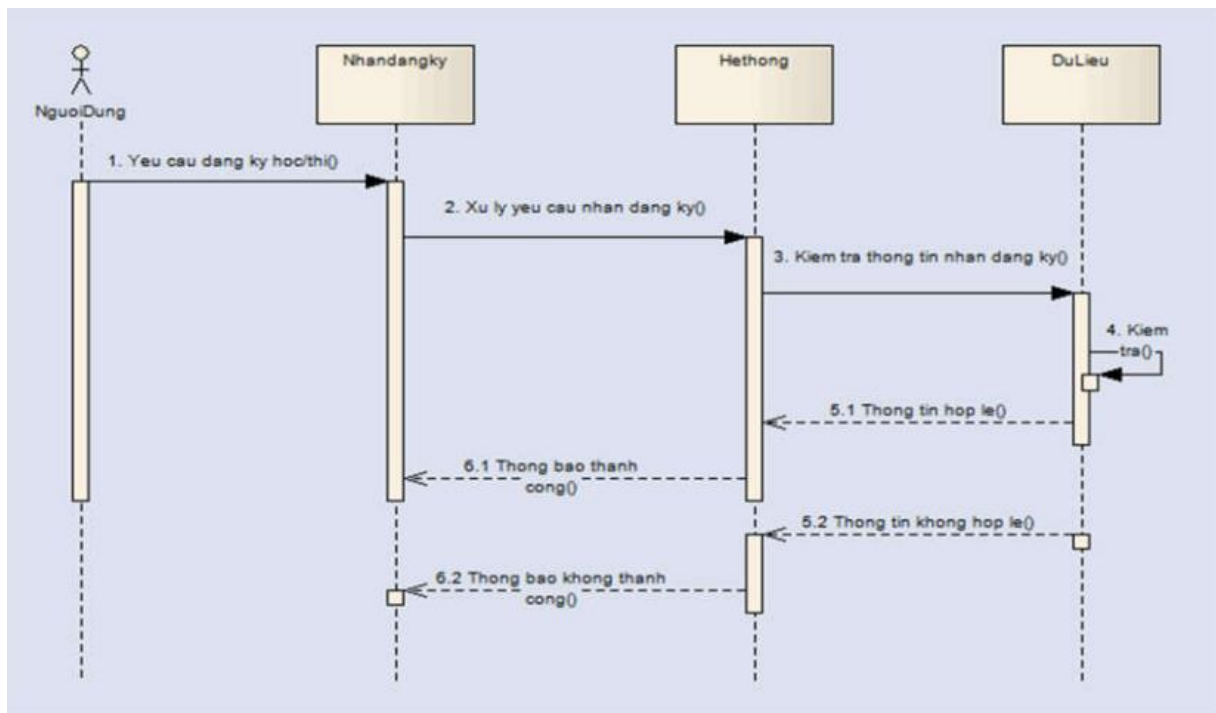 NguoiDung
Nhandangky
Hethong
DuLieu
1. Yeu cau dang ky hoc/thi()
2. Xu ly yeu cau nhan dang ky()
3. Kiem tra thong tin nhan dang ky()
4. Kiem
tra()
5.1 Thong tin hop le()
6.1 Thong bao thanh
cong()
5.2 Thong tin khong hop le()
6.2 Thong bao khong thanh
cong()